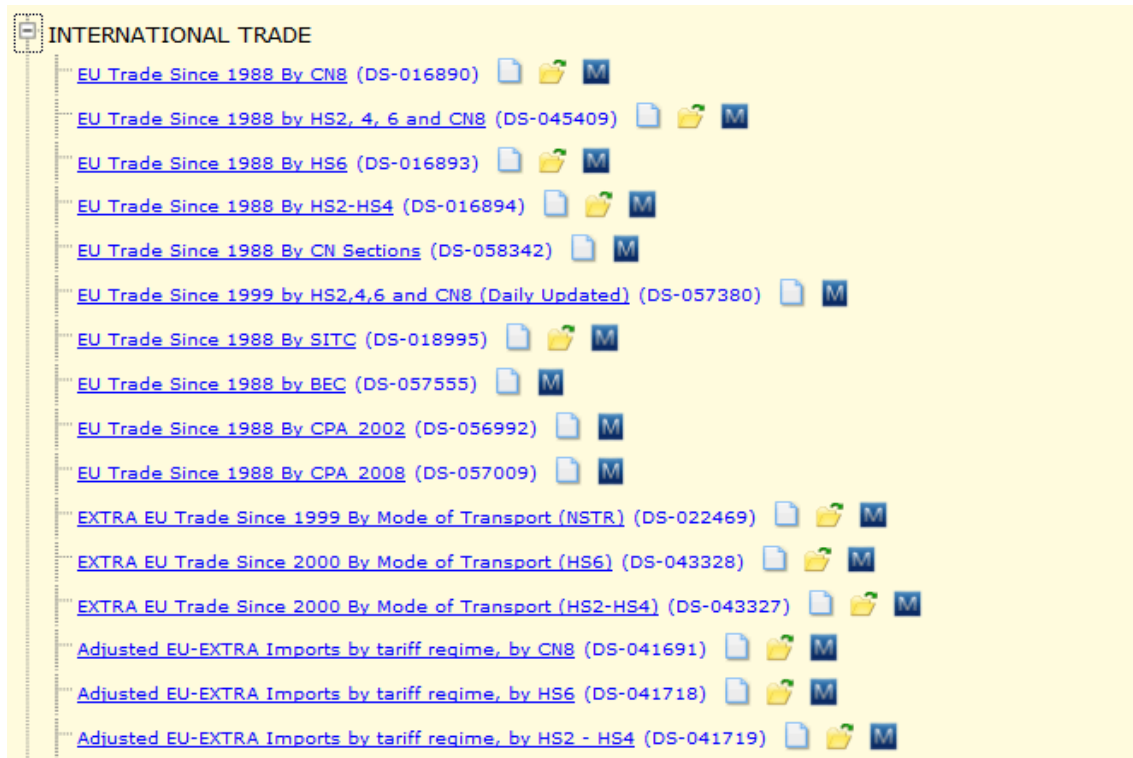 INTERNATIONAL TRADE
EU Trade Since 1988 By CN8 (DS-016890) M
EU Trade Since 1988 by HS2, 4, 6 and CN8 (DS-045409) M
EU Trade Since 1988 By HS6 (DS-016893) M
EU Trade Since 1988 By HS2-HS4 (DS-016894) M
EU Trade Since 1988 By CN Sections (DS-058342) M
EU Trade Since 1999 by HS2,4,6 and CN8 (Daily Updated) (DS-057380) M
EU Trade Since 1988 By SITC (DS-018995) M
EU Trade Since 1988 by BEC (DS-057555) M
EU Trade Since 1988 By CPA_2002 (DS-056992) M
EU Trade Since 1988 By CPA_2008 (DS-057009) M
EXTRA EU Trade Since 1999 By Mode of Transport (NSTR) (DS-022469) M
EXTRA EU Trade Since 2000 By Mode of Transport (HS6) (DS-043328) M
EXTRA EU Trade Since 2000 By Mode of Transport (HS2-HS4) (DS-043327) M
Adjusted EU-EXTRA Imports by tariff regime, by CN8 (DS-041691) M
Adjusted EU-EXTRA Imports by tariff regime, by HS6 (DS-041718) M
Adjusted EU-EXTRA Imports by tariff regime, by HS2 - HS4 (DS-041719) M